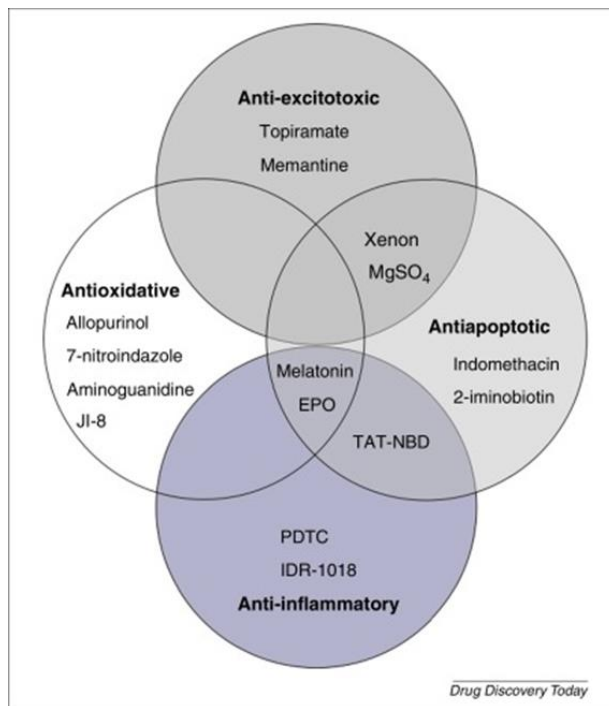 Anti-excitotoxic
Topiramate
Memantine
Xenon
MgSO₄
Antioxidative
Allopurinol
7-nitroindazole
Aminoguanidine
JI-8
Antiapoptotic
Indomethacin
2-iminobiotin
Melatonin
EPO
TAT-NBD
PDTC
IDR-1018
Anti-inflammatory
Drug Discovery Today